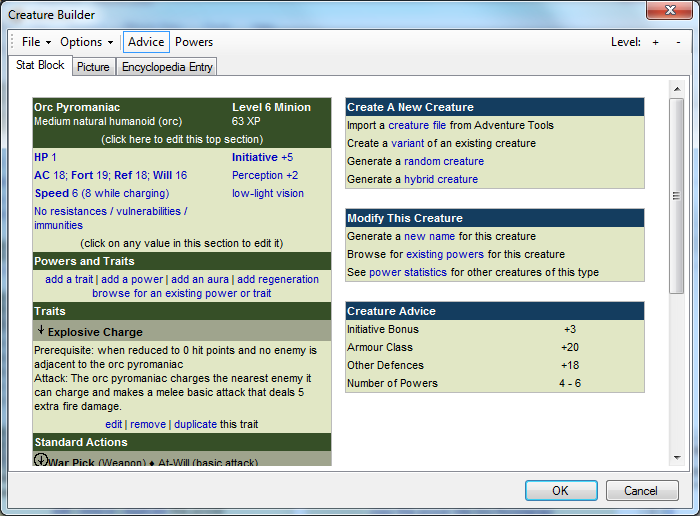 Creature Builder
File Options Advice Powers Level: + -
Stat Block Picture Encyclopedia Entry
Orc Pyromaniac Level 6 Minion
Medium natural humanoid (orc) 63 XP
(click here to edit this top section)
HP 1 Initiative +5
AC 18; Fort 19; Ref 18; Will 16 Perception +2
Speed 6 (8 while charging) low-light vision
No resistances / vulnerabilities /
immunities
(click on any value in this section to edit it)
Powers and Traits
add a trait | add a power | add an aura | add regeneration
browse for an existing power or trait
Traits
Explosive Charge
Prerequisite: when reduced to 0 hit points and no enemy is
adjacent to the orc pyromaniac
Attack: The orc pyromaniac charges the nearest enemy it
can charge and makes a melee basic attack that deals 5
extra fire damage.
edit | remove | duplicate this trait
Standard Actions
War Pick (Weapon) ♦ At-Will (basic attack)
Create A New Creature
Import a creature file from Adventure Tools
Create a variant of an existing creature
Generate a random creature
Generate a hybrid creature
Modify This Creature
Generate a new name for this creature
Browse for existing powers for this creature
See power statistics for other creatures of this type
Creature Advice
Initiative Bonus +3
Armour Class +20
Other Defences +18
Number of Powers 4 - 6
OK Cancel